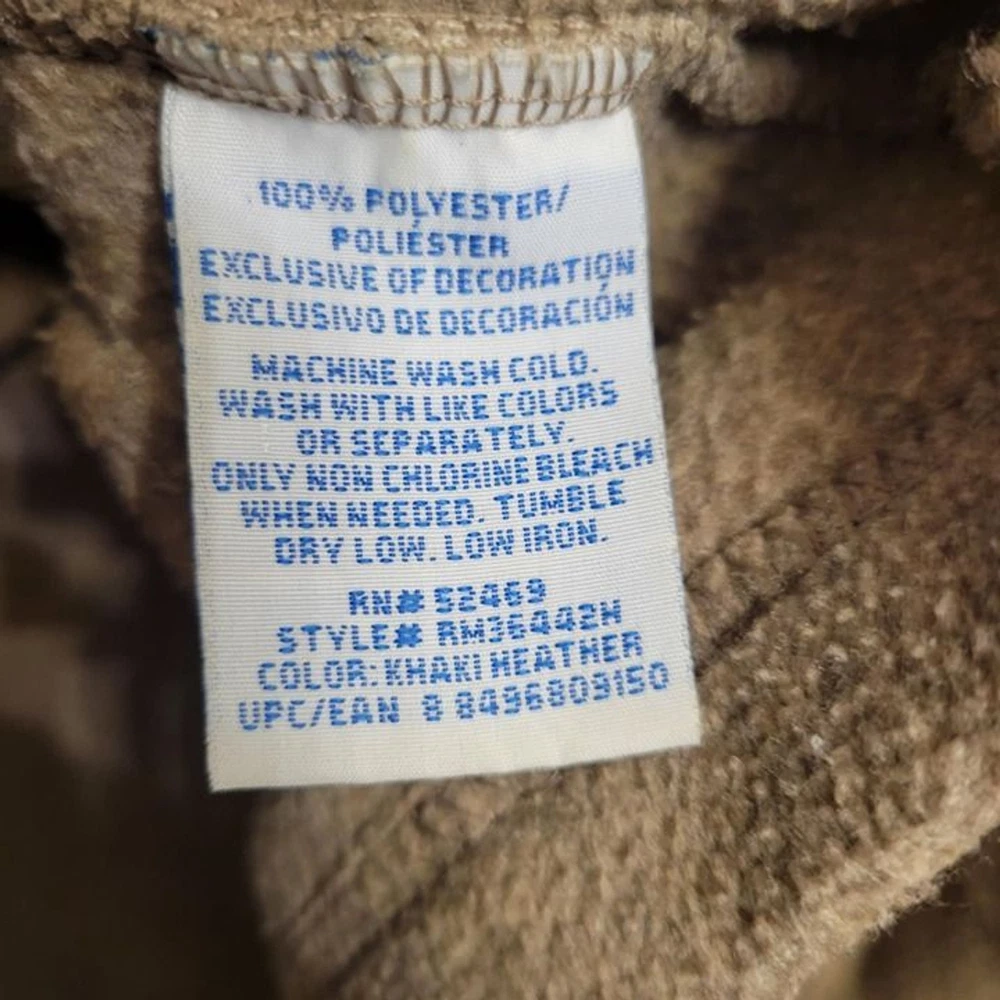 100% POLYESTER/
POLIÉSTER
EXCLUSIVE OF DECORATION
EXCLUSIVO DE DECORACIÓN
MACHINE WASH COLD.
WASH WITH LIKE COLORS
OR SEPARATELY.
ONLY NON CHLORINE BLEACH
WHEN NEEDED. TUMBLE
DRY LOW. LOW IRON.
RN# 52469
STYLE# RM36442H
COLOR: KHAKI HEATHER
UPC/EAN 8 8496803150